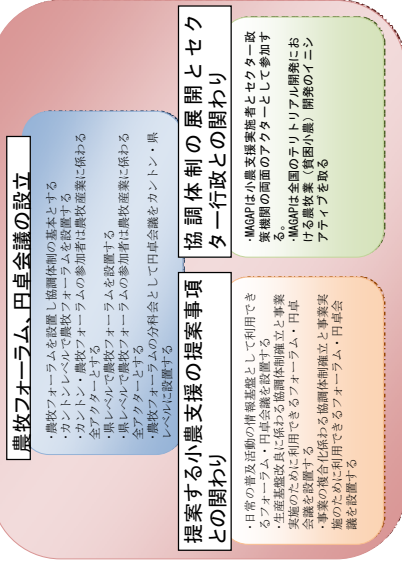 農牧フォーラム、円卓会議の設立
・農牧フォーラムを設置し協調体制の基本とする
・カントンレベルで農牧フォーラムを設置する
・カントン・農牧フォーラムの参加者は農牧産業に係わる
全アクターとする
・県レベルで農牧フォーラムを設置する
・県レベルで農牧フォーラムの参加者は農牧産業に係わる
全アクターとする
・農牧フォーラムの分科会として円卓会議をカントン・県
レベルに設置する
提案する小農支援の提案事項
との関わり
・日常の普及活動の情報基盤として利用でき
るフォーラム・円卓会議を設置する
・生産基盤改良に係わる協調体制確立と事業
実施のために利用できるフォーラム・円卓
会議を設置する
・事業の複合化係わる協調体制確立と事業実
施のために利用できるフォーラム・円卓会
議を設置する
協調体制の展開とセク
ター行政との関わり
・MAGAPは小農支援実施者とセクター政
策機関の両面のアクターとして参加す
る。
・MAGAPは全国のテリトリアル開発にお
ける農牧業（貧困小農）開発のイニシ
アティブを取る